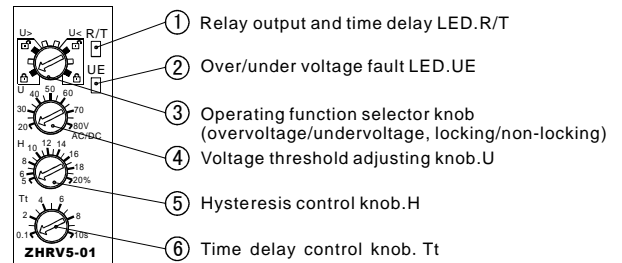 U> U< R/T
UE
U 40 50 60
30 70
20 80V
AC/DC
H 10 12 14
8 16
6 18
5 20%
Tt 4 6
2 8
0.1 10s
ZHRV5-01
1 Relay output and time delay LED.R/T
2 Over/under voltage fault LED.UE
3 Operating function selector knob
(overvoltage/undervoltage, locking/non-locking)
4 Voltage threshold adjusting knob.U
5 Hysteresis control knob.H
6 Time delay control knob. Tt